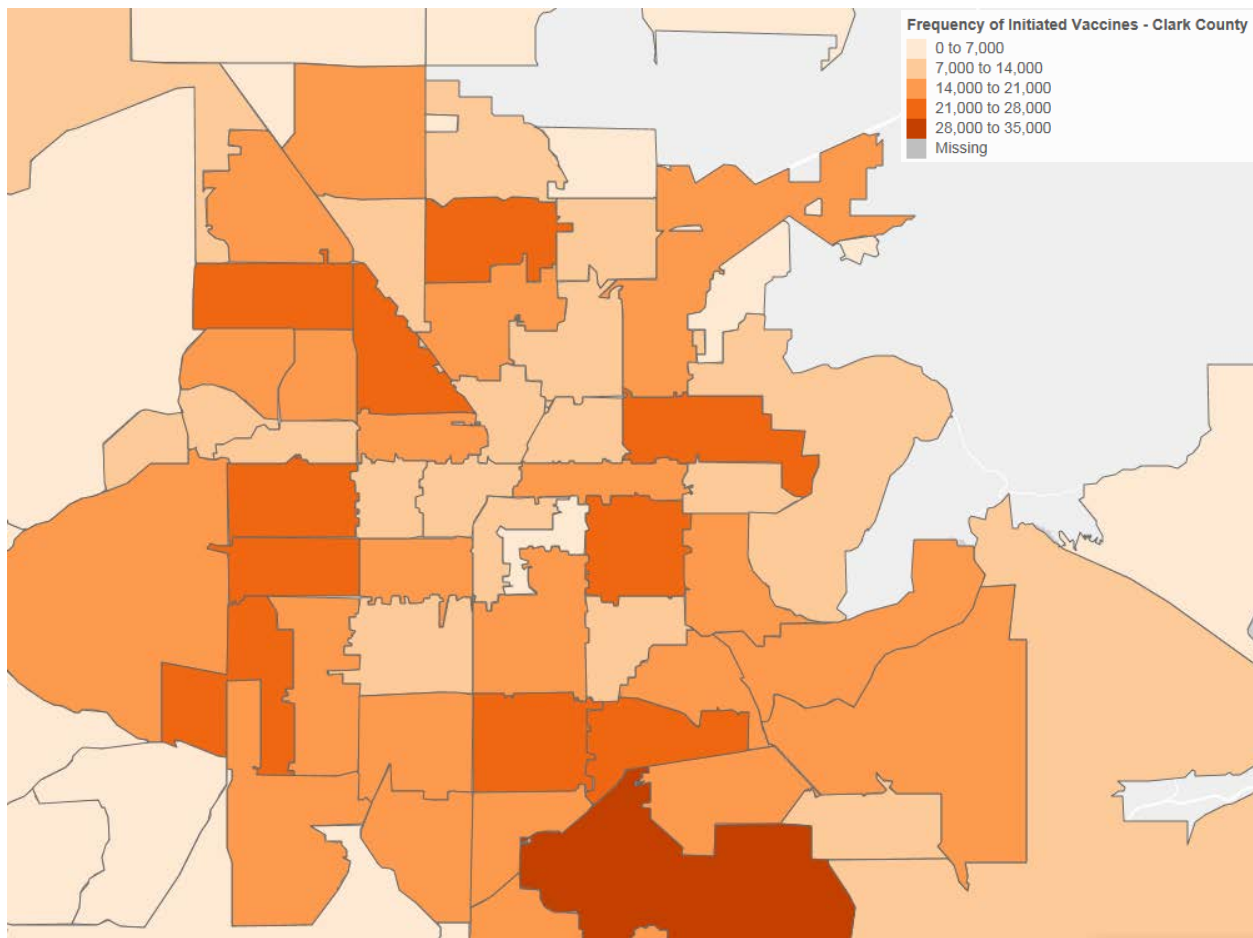 Frequency of Initiated Vaccines - Clark County
0 to 7,000
7,000 to 14,000
14,000 to 21,000
21,000 to 28,000
28,000 to 35,000
Missing